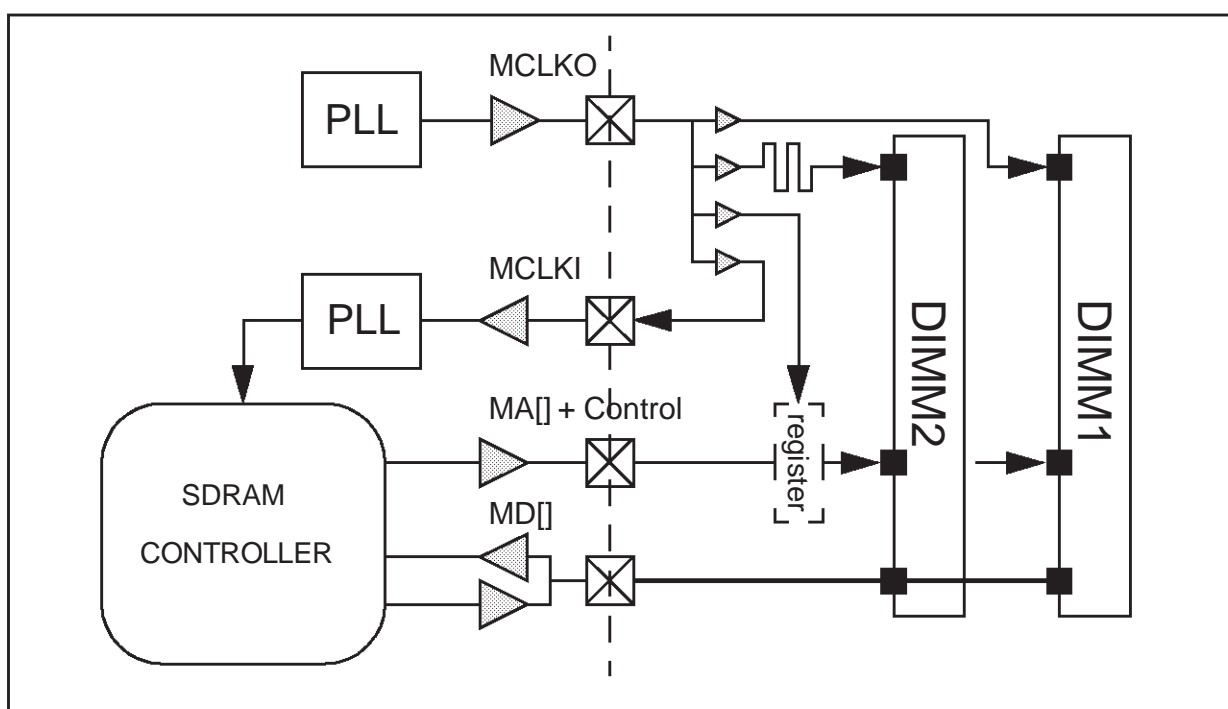 MCLKO
PLL
MCLKI
PLL
DIMM2
DIMM1
MA[] + Control
register
SDRAM
CONTROLLER
MD[]